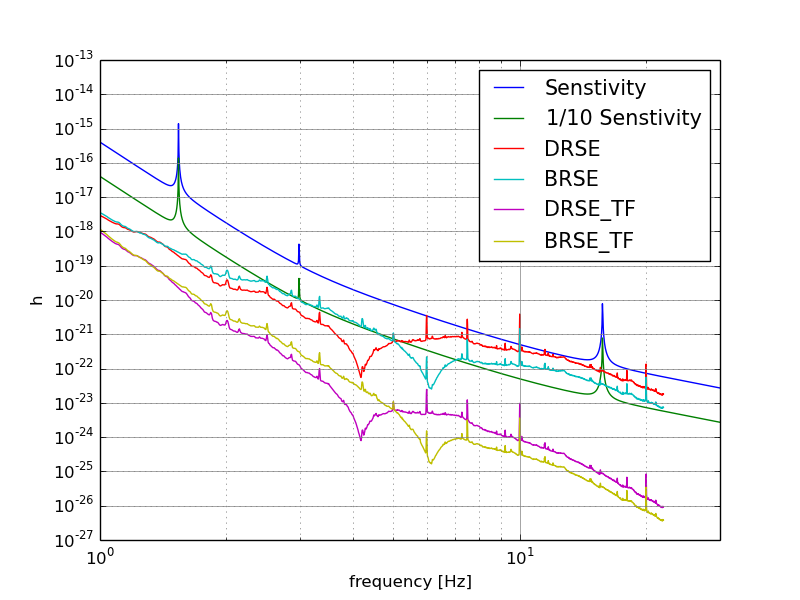 10^-13
10^-14
10^-15
10^-16
10^-17
10^-18
10^-19
10^-20
10^-21
10^-22
10^-23
10^-24
10^-25
10^-26
10^-27
h
Senstivity
1/10 Senstivity
DRSE
BRSE
DRSE_TF
BRSE_TF
10^0
10^1
frequency [Hz]